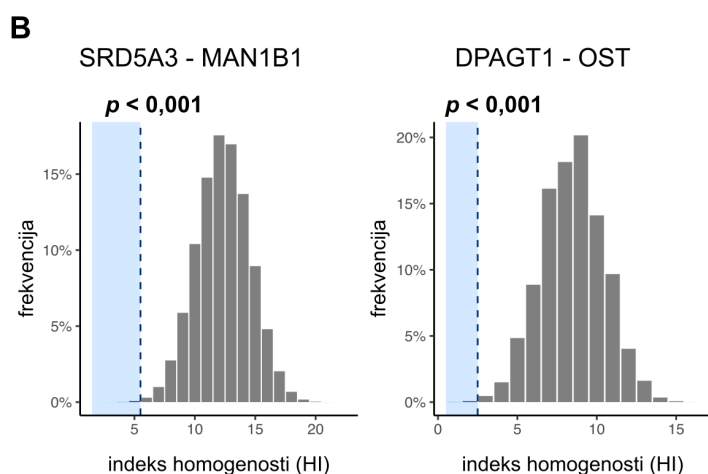 B
SRD5A3 - MAN1B1
p < 0,001
frekvencija
15%
10%
5%
0%
5
10
15
20
indeks homogenosti (HI)
DPAGT1 - OST
p < 0,001
frekvencija
20%
15%
10%
5%
0%
0
5
10
15
indeks homogenosti (HI)